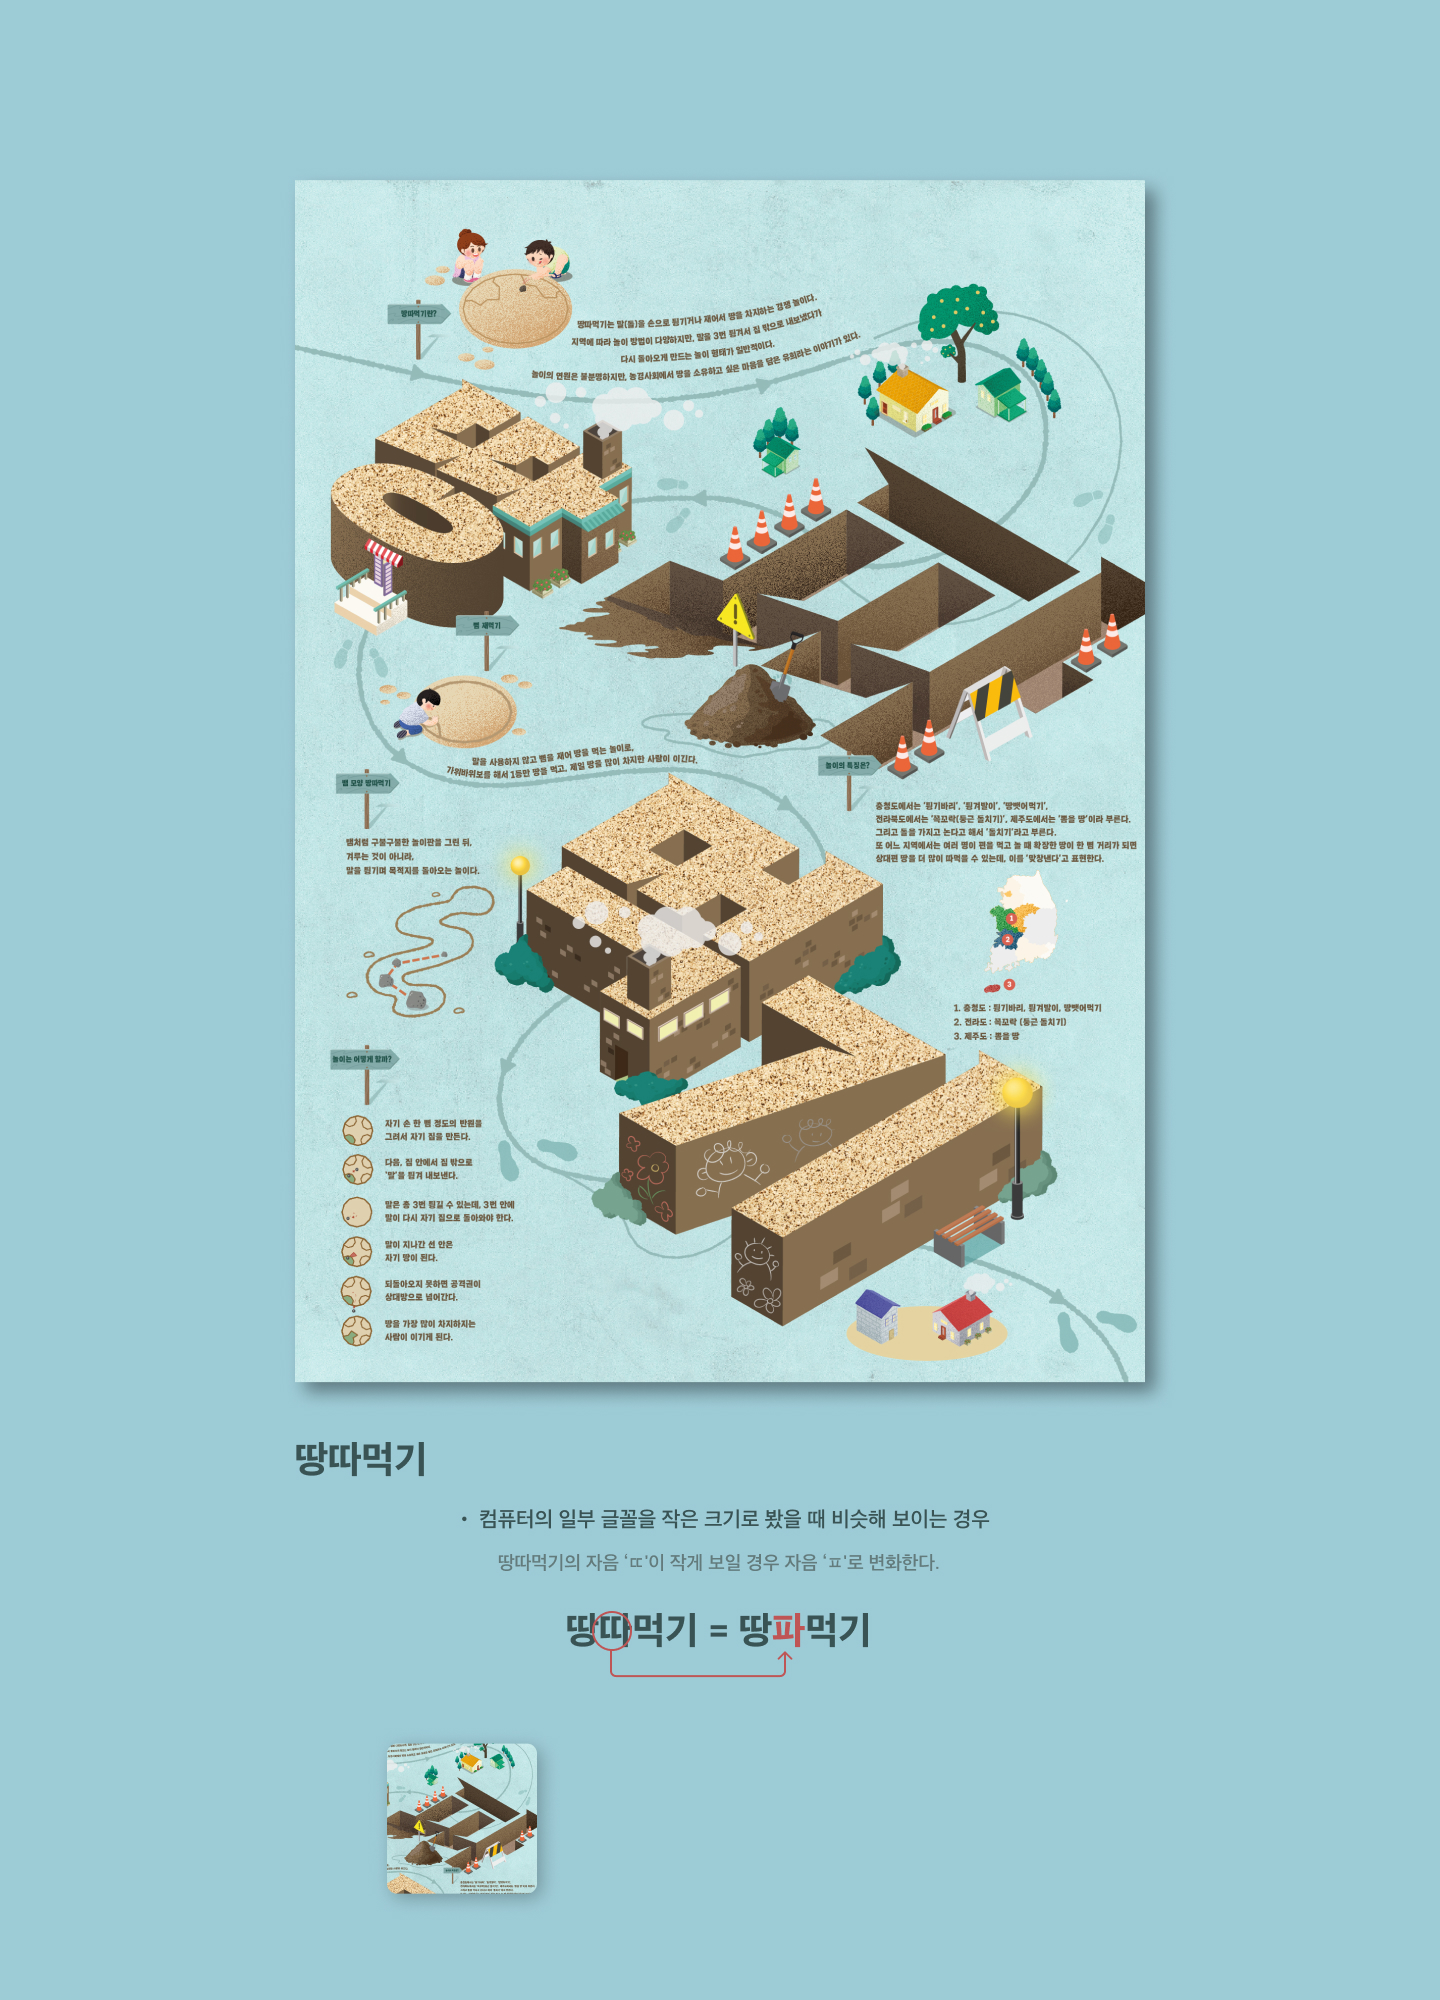 땅따먹기란?
땅따먹기는 말(돌)을 손으로 튕기거나 재어서 땅을 차지하는 경쟁 놀이다.
지역에 따라 놀이 방법이 다양하지만, 말을 3번 튕겨서 집 밖으로 내보냈다가
다시 돌아오게 만드는 놀이 형태가 일반적이다.
놀이의 연원은 불분명하지만, 농경사회에서 땅을 소유하고 싶은 마음을 담은 유희라는 이야기가 있다.
땅따먹기
뼘 재먹기
말을 사용하지 않고 뼘을 재어 땅을 먹는 놀이로,
가위바위보를 해서 1등만 땅을 먹고, 제일 땅을 많이 차지한 사람이 이긴다.
뱀 모양 땅따먹기
뱀처럼 구불구불한 놀이판을 그린 뒤,
겨루는 것이 아니라,
말을 튕기며 목적지를 돌아오는 놀이다.
놀이의 특징은?
충청도에서는 '튕기바리', '튕겨팔이', '땅뺏어먹기',
전라북도에서는 '목모락(둥근 돌치기)', 제주도에서는 '뽐을 땅'이라 부른다.
그리고 돌을 가지고 논다고 해서 '돌치기'라고 부른다.
또 어느 지역에서는 여러 명이 편을 먹고 놀 때 확장한 땅이 한 뼘 거리가 되면
상대편 땅을 더 많이 따먹을 수 있는데, 이를 '맞장낸다'고 표현한다.
1
2
3
1. 충청도 : 튕기바리, 튕겨팔이, 땅뺏어먹기
2. 전라도 : 목모락 (둥근 돌치기)
3. 제주도 : 뽐을 땅
놀이는 어떻게 할까?
자기 손 한 뼘 정도의 반원을
그려서 자기 집을 만든다.
다음, 집 안에서 집 밖으로
'말'을 튕겨 내보낸다.
말은 총 3번 튕길 수 있는데, 3번 안에
말이 다시 자기 집으로 돌아와야 한다.
말이 지나간 선 안은
자기 땅이 된다.
되돌아오지 못하면 공격권이
상대방으로 넘어간다.
땅을 가장 많이 차지하는
사람이 이기게 된다.
땅따먹기
• 컴퓨터의 일부 글꼴을 작은 크기로 봤을 때 비슷해 보이는 경우
땅따먹기의 자음 'ㄸ'이 작게 보일 경우 자음 'ㅍ'로 변화한다.
땅따먹기 = 땅파먹기